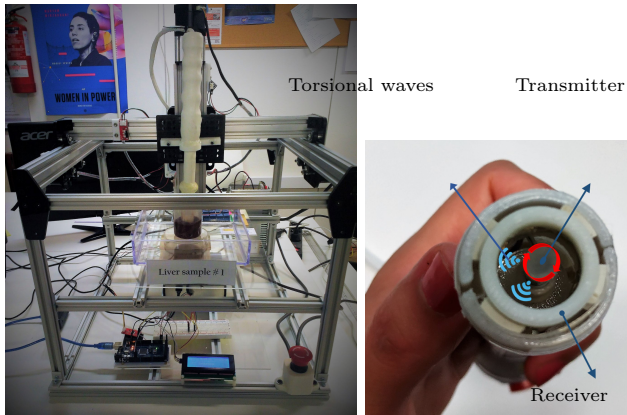 WOMEN IN POWER
acer
Liver sample # 1
Torsional waves
Transmitter
Receiver